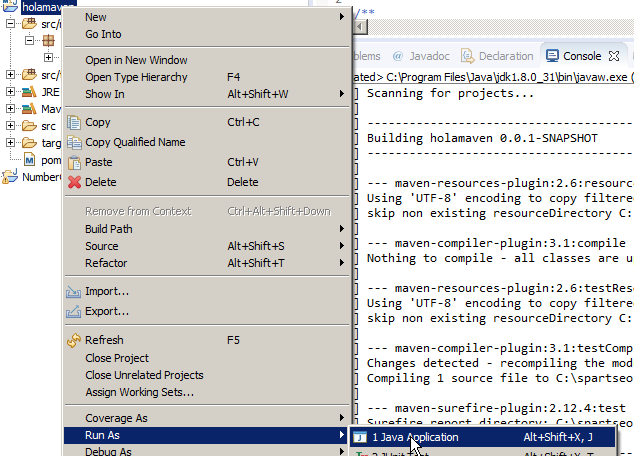 holamaven
src/
src/
JRE
src
targ
pom
Number
New
Go Into
Open in New Window
Open Type Hierarchy F4
Show In Alt+Shift+W
Copy Ctrl+C
Copy Qualified Name
Paste Ctrl+V
Delete Delete
Remove from Context Ctrl+Alt+Shift+Down
Build Path
Source Alt+Shift+S
Refactor Alt+Shift+T
Import...
Export...
Refresh F5
Close Project
Close Unrelated Projects
Assign Working Sets...
Coverage As
Run As
Debug As
1 Java Application Alt+Shift+X, J
/**
blems @ Javadoc Declaration Console
ated> C:\Program Files\Java\jdk1.8.0_31\bin\javaw.exe (
] Scanning for projects...
]
] ------------------------------------
] Building holamaven 0.0.1-SNAPSHOT
] ------------------------------------
]
] --- maven-resources-plugin:2.6:resour
] Using 'UTF-8' encoding to copy filtere
] skip non existing resourceDirectory C:
]
] --- maven-compiler-plugin:3.1:compile
] Nothing to compile - all classes are u
]
] --- maven-resources-plugin:2.6:testRes
] Using 'UTF-8' encoding to copy filtere
] skip non existing resourceDirectory C:
]
] --- maven-compiler-plugin:3.1:testComp
] Changes detected - recompiling the mod
] Compiling 1 source file to C:\spartseo
]
] --- maven-surefire-plugin:2.12.4:test
] Surefire report directory: C:\spartseo